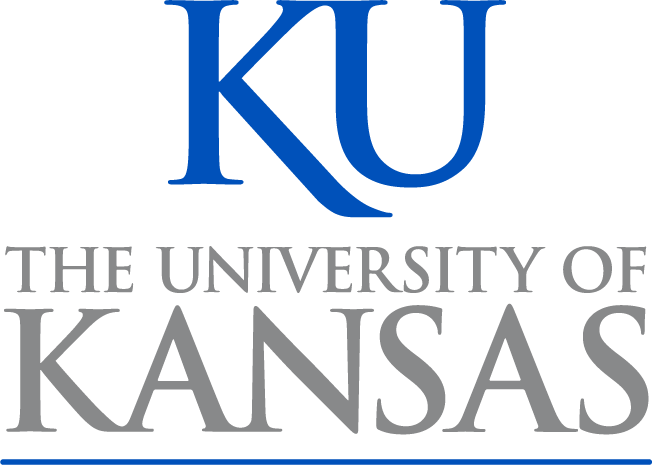 KU
THE UNIVERSITY OF
KANSAS